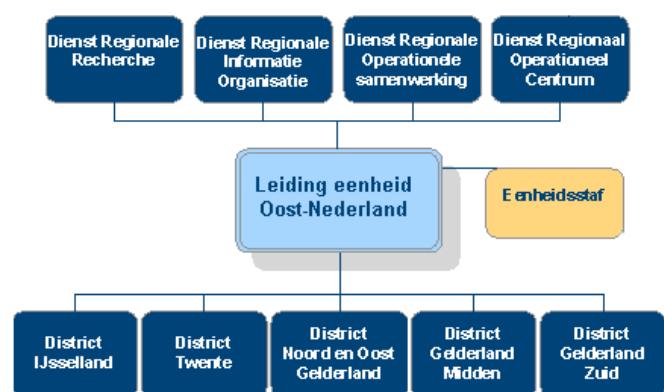 Dienst Regionale
Recherche
Dienst Regionale
Informatie
Organisatie
Dienst Regionale
Operationele
samenwerking
Dienst Regionaal
Operationeel
Centrum
Leiding eenheid
Oost-Nederland
Eenheidsstaf
District
IJsselland
District
Twente
District
Noord en Oost
Gelderland
District
Gelderland
Midden
District
Gelderland
Zuid